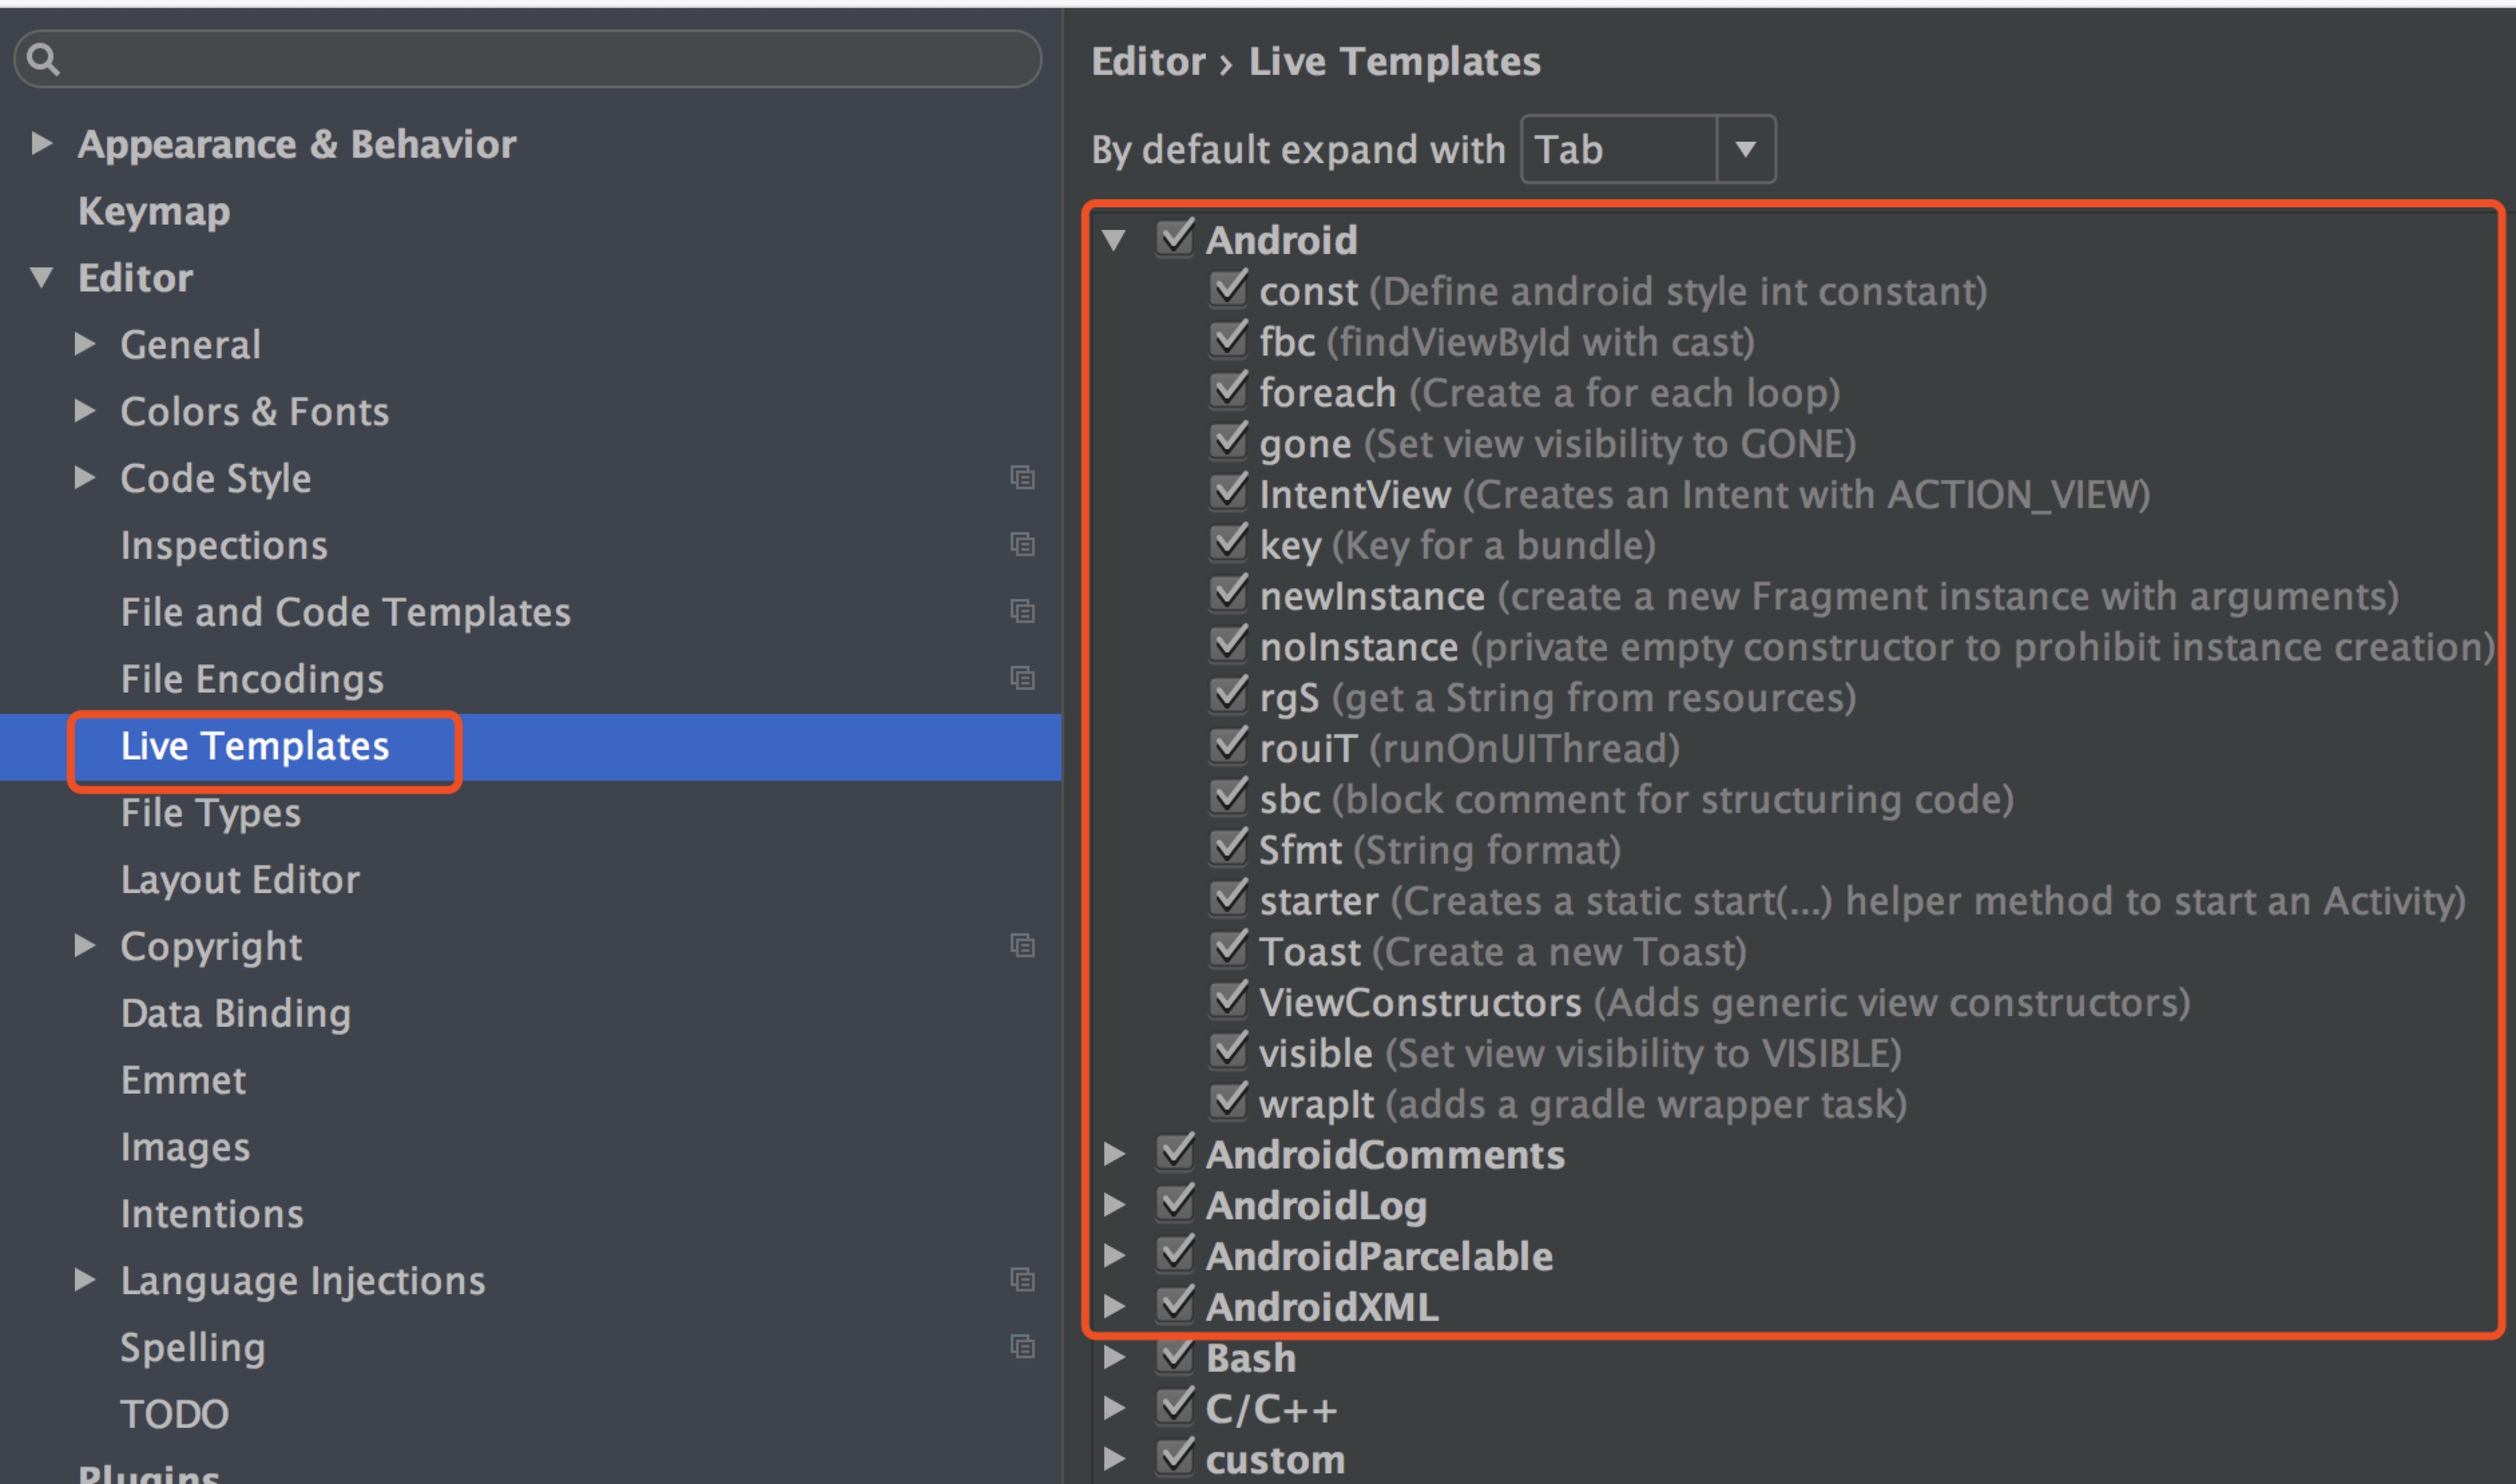 Appearance & Behavior
Keymap
Editor
General
Colors & Fonts
Code Style
Inspections
File and Code Templates
File Encodings
Live Templates
File Types
Layout Editor
Copyright
Data Binding
Emmet
Images
Intentions
Language Injections
Spelling
TODO
Plugins
Editor › Live Templates
By default expand with Tab
Android
const (Define android style int constant)
fbc (findViewById with cast)
foreach (Create a for each loop)
gone (Set view visibility to GONE)
IntentView (Creates an Intent with ACTION_VIEW)
key (Key for a bundle)
newInstance (create a new Fragment instance with arguments)
noInstance (private empty constructor to prohibit instance creation)
rgS (get a String from resources)
rouiT (runOnUIThread)
sbc (block comment for structuring code)
Sfmt (String format)
starter (Creates a static start(...) helper method to start an Activity)
Toast (Create a new Toast)
ViewConstructors (Adds generic view constructors)
visible (Set view visibility to VISIBLE)
wrapIt (adds a gradle wrapper task)
AndroidComments
AndroidLog
AndroidParcelable
AndroidXML
Bash
C/C++
custom